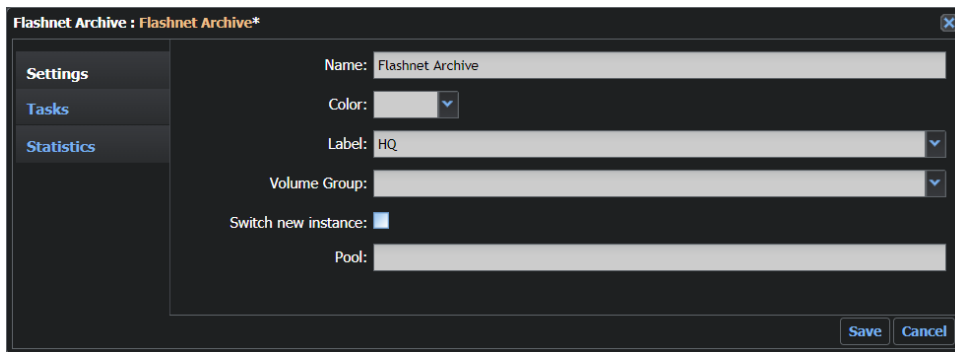 Flashnet Archive : Flashnet Archive*
Settings
Tasks
Statistics
Name: Flashnet Archive
Color:
Label: HQ
Volume Group:
Switch new instance:
Pool:
Save Cancel